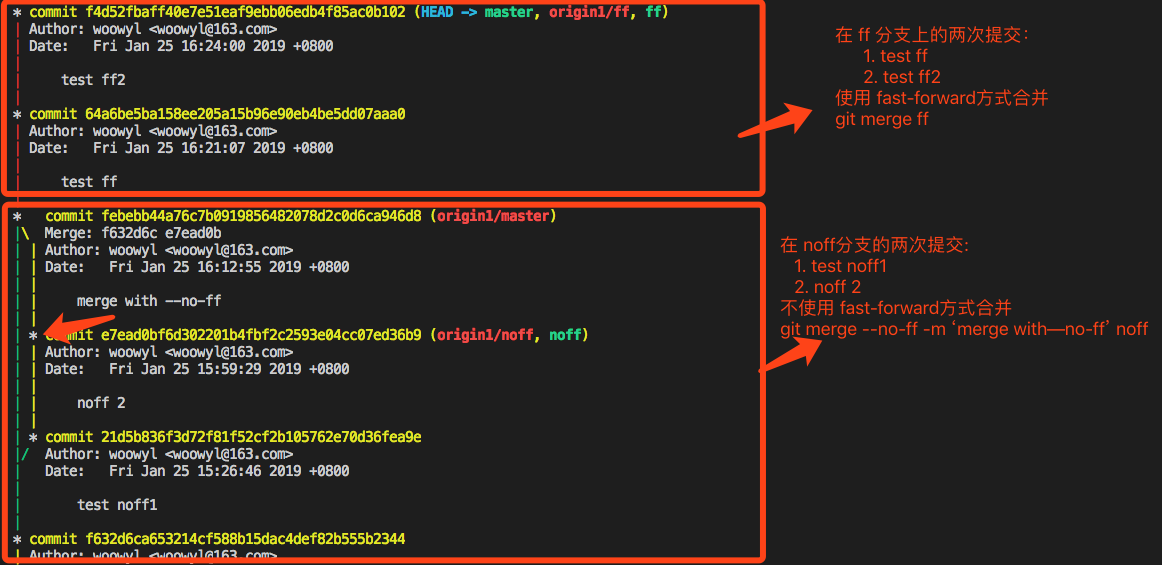 * commit f4d52fbaff40e7e51eaf9ebb06edb4f85ac0b102 (HEAD -> master, origin1/ff, ff)
| Author: woowyl <woowyl@163.com>
| Date:   Fri Jan 25 16:24:00 2019 +0800
|
|     test ff2
|
* commit 64a6be5ba158ee205a15b96e90eb4be5dd07aaa0
| Author: woowyl <woowyl@163.com>
| Date:   Fri Jan 25 16:21:07 2019 +0800
|
|     test ff
|
*   commit febebb44a76c7b0919856482078d2c0d6ca946d8 (origin1/master)
|\  Merge: f632d6c e7ead0b
| | Author: woowyl <woowyl@163.com>
| | Date:   Fri Jan 25 16:12:55 2019 +0800
| |
| |     merge with --no-ff
| |
| * commit e7ead0bf6d302201b4fbf2c2593e04cc07ed36b9 (origin1/noff, noff)
| | Author: woowyl <woowyl@163.com>
| | Date:   Fri Jan 25 15:59:29 2019 +0800
| |
| |     noff 2
| |
| * commit 21d5b836f3d72f81f52cf2b105762e70d36fea9e
|/  Author: woowyl <woowyl@163.com>
|   Date:   Fri Jan 25 15:26:46 2019 +0800
|
|       test noff1
|
* commit f632d6ca653214cf588b15dac4def82b555b2344
| Author: woowyl <woowyl@163.com>
在 ff 分支上的两次提交:
1. test ff
2. test ff2
使用 fast-forward方式合并
git merge ff
在 noff分支的两次提交:
1. test noff1
2. noff 2
不使用 fast-forward方式合并
git merge --no-ff -m ‘merge with—no-ff’ noff